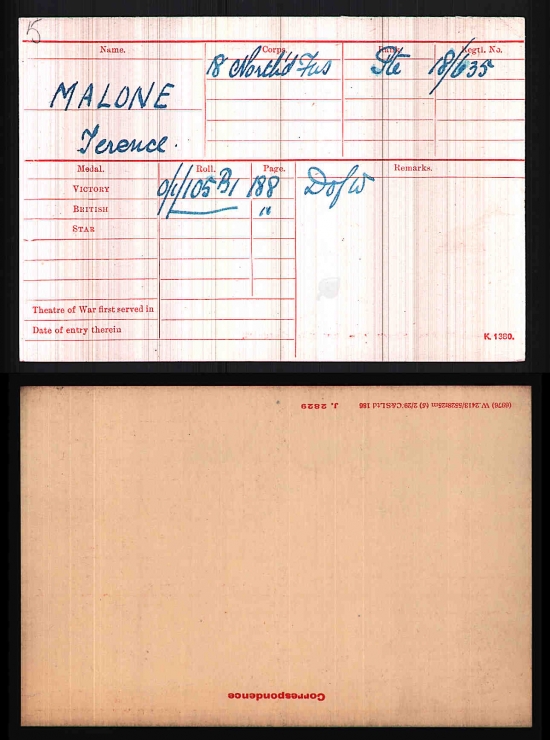 5
Name. Corps. Rank. Regtl. No.
18 North'd Fus Pte 18/635
MALONE
Terence.
Medal. Roll. Page. Remarks.
VICTORY O/1/105 B1 188 D of W
BRITISH " "
STAR
Theatre of War first served in
Date of entry therein
K. 1380.
J. 2829
Correspondence